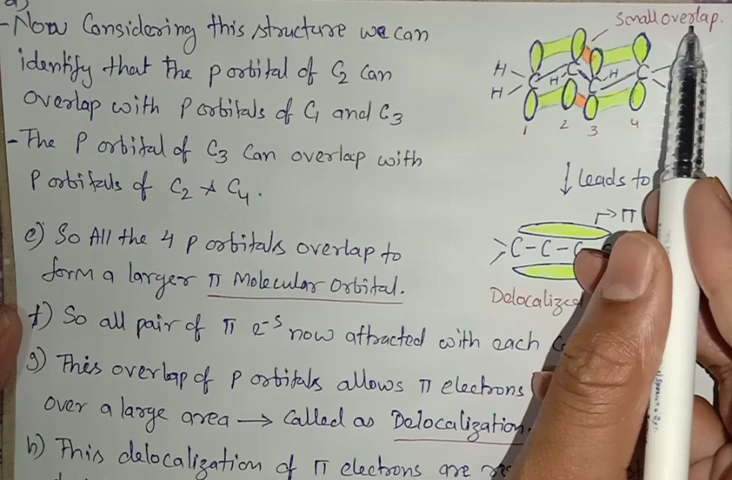 d)
-Now Considering this structure we can
identify that the p orbital of C2 can
overlap with p orbitals of C1 and C3
-The P orbital of C3 can overlap with
P orbitals of C2 & C4.
e) So All the 4 p orbitals overlap to
form a larger π Molecular orbital.
f) So all pair of π e-s now attracted with each
g) This overlap of p orbitals allows π electrons
over a large area → called as Delocalization.
h) This delocalization of π electrons are
Small overlap.
H H H
H
1 2 3 4
↓ leads to
π
C-C-C
Delocalized